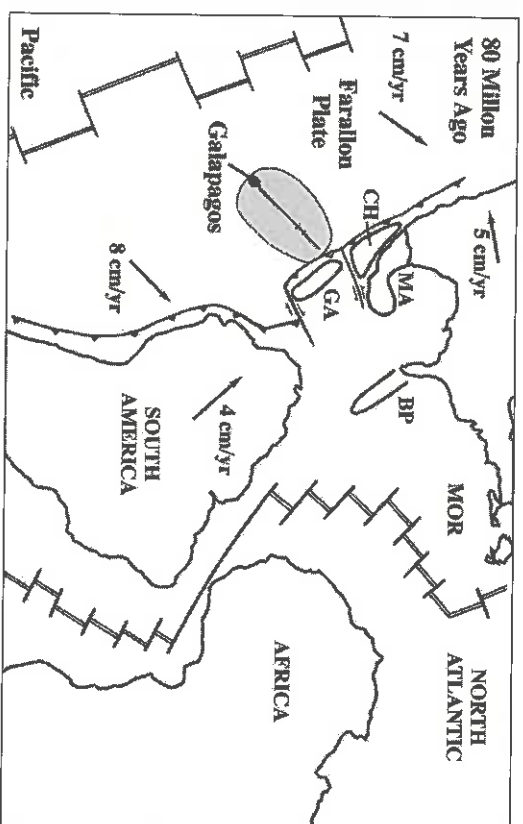 80 Millon
Years Ago
7 cm/yr
Farallon
Plate
Pacific
Galapagos
5 cm/yr
CH
MA
GA
BP
8 cm/yr
4 cm/yr
SOUTH
AMERICA
MOR
NORTH
ATLANTIC
AFRICA